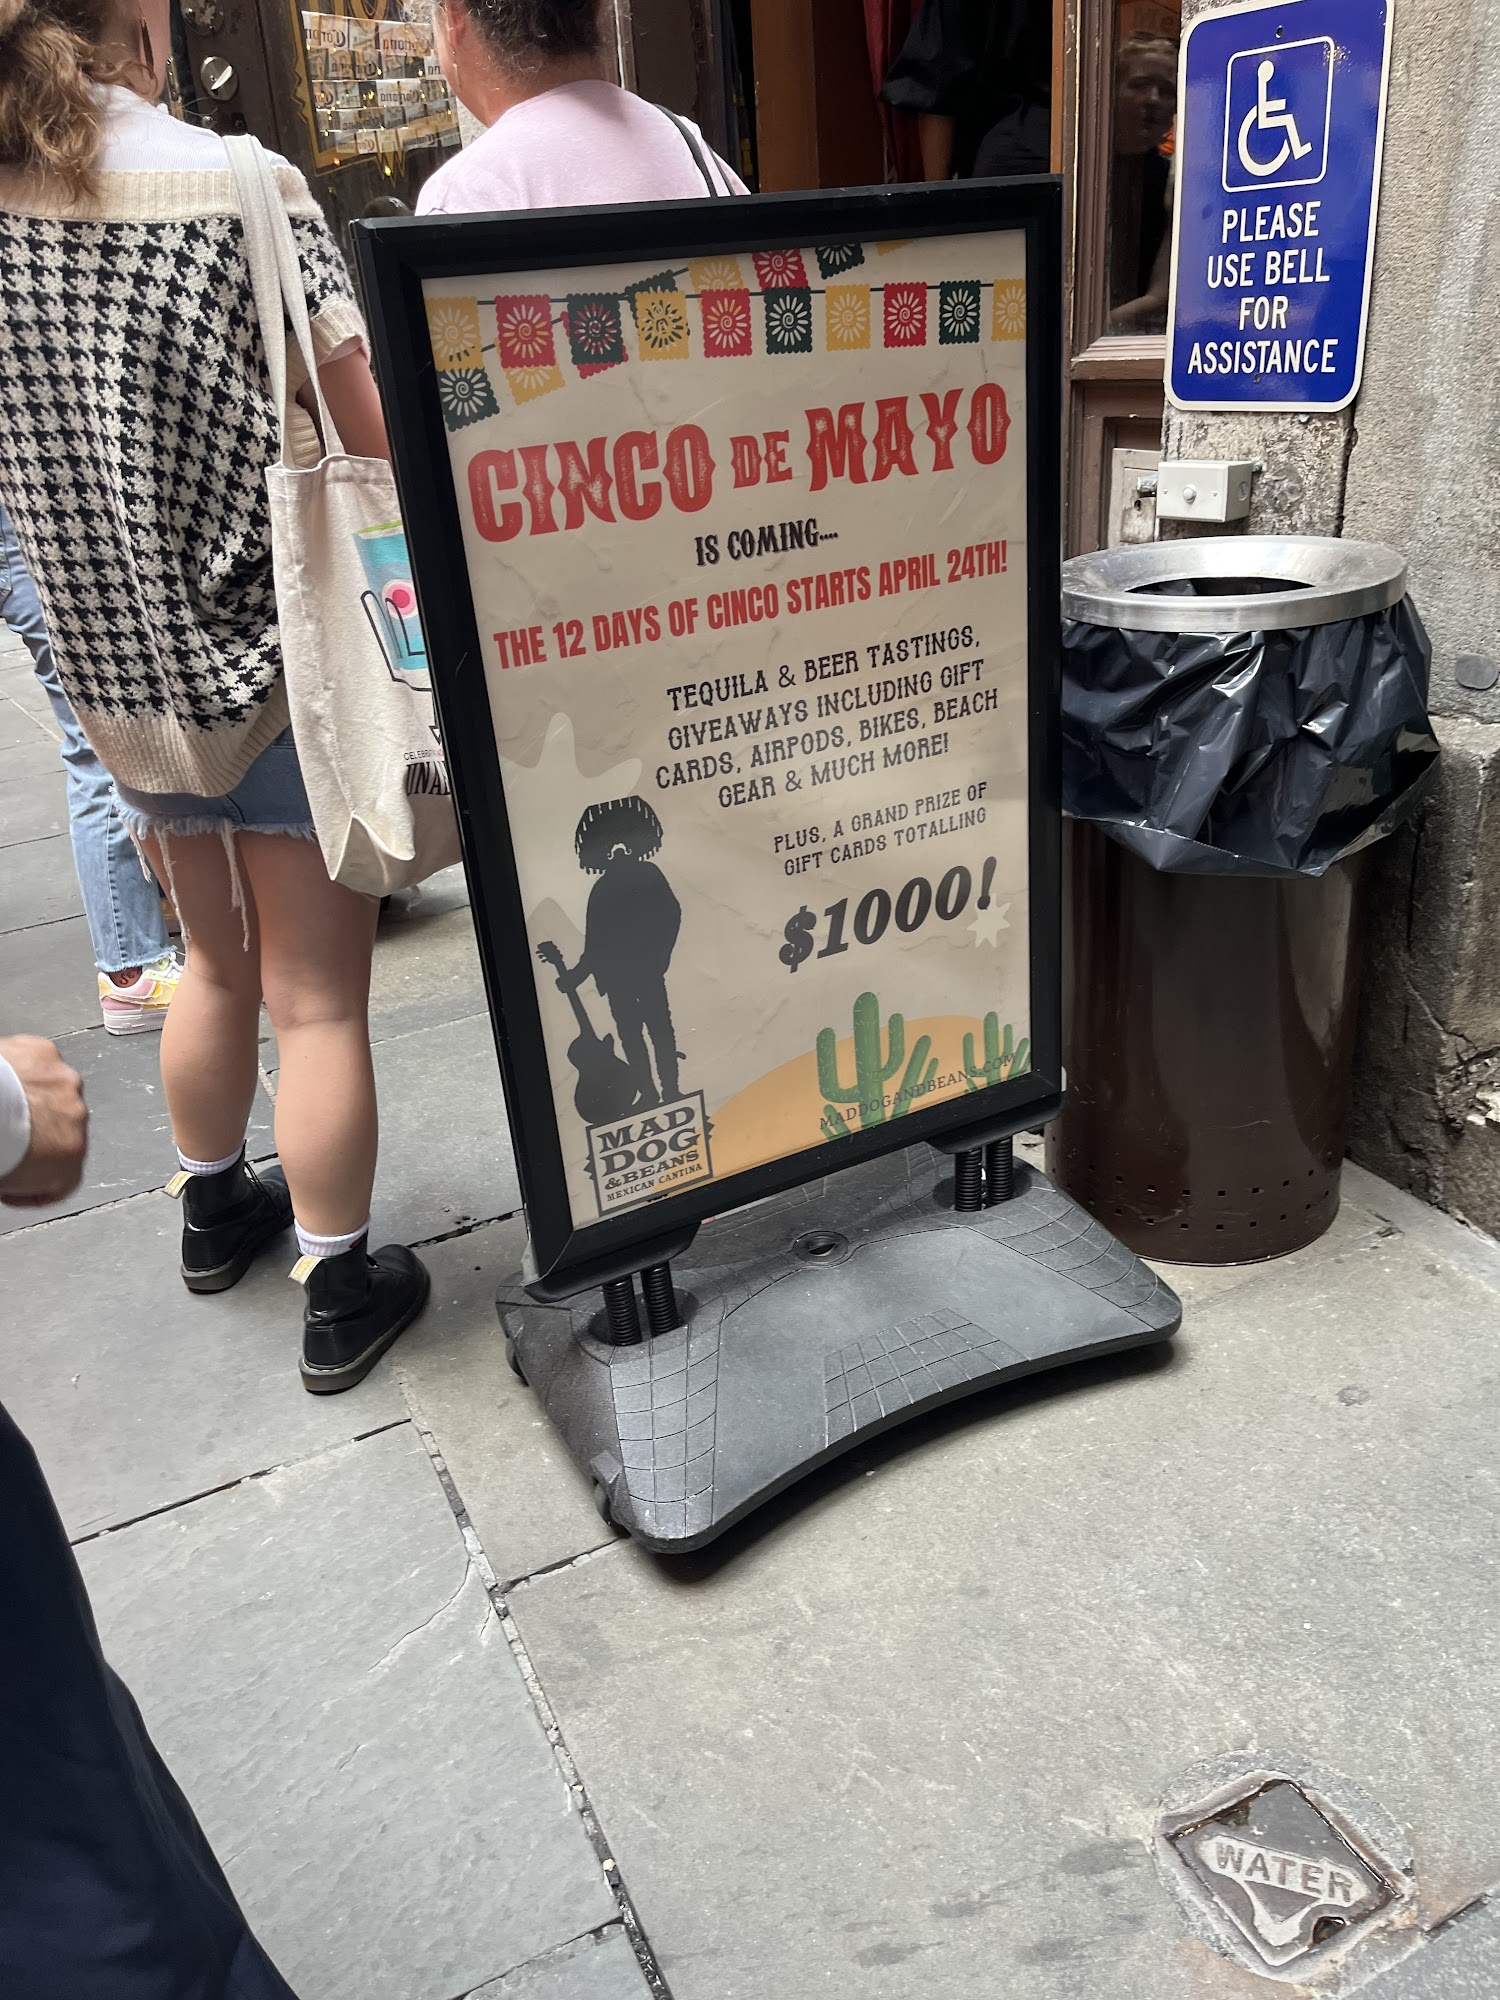 PLEASE
USE BELL
FOR
ASSISTANCE
CINCO DE MAYO
IS COMING....
THE 12 DAYS OF CINCO STARTS APRIL 24TH!
TEQUILA & BEER TASTINGS,
GIVEAWAYS INCLUDING GIFT
CARDS, AIRPODS, BIKES, BEACH
GEAR & MUCH MORE!
PLUS, A GRAND PRIZE OF
GIFT CARDS TOTALLING
$1000!
MADDOGANDBEANS.COM
MAD
DOG
& BEANS
MEXICAN CANTINA
WATER